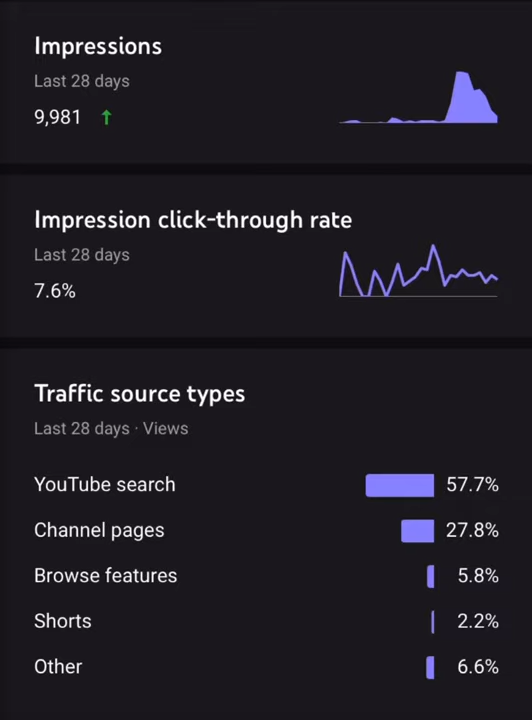 Impressions
Last 28 days
9,981 ↑
Impression click-through rate
Last 28 days
7.6%
Traffic source types
Last 28 days · Views
YouTube search 57.7%
Channel pages 27.8%
Browse features 5.8%
Shorts 2.2%
Other 6.6%